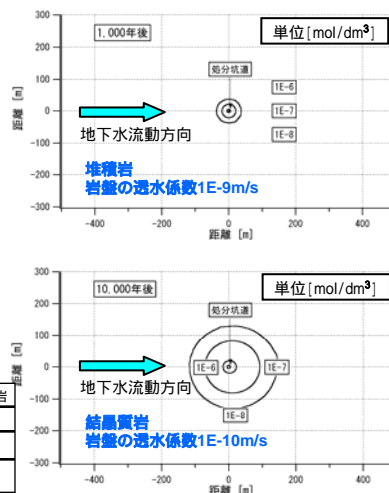 300
1,000年後
単位[mol/dm³]
200
処分坑道
100
1E-6
距離 [m]
0
1E-7
地下水流動方向
-100
1E-8
堆積岩
-200
岩盤の透水係数1E-9m/s
-300
-400
-200
0
200
400
距離 [m]
300
10,000年後
単位[mol/dm³]
200
処分坑道
100
距離 [m]
0
1E-6
1E-7
地下水流動方向
岩
-100
1E-8
結晶質岩
-200
岩盤の透水係数1E-10m/s
-300
-400
-200
0
200
400
距離 [m]